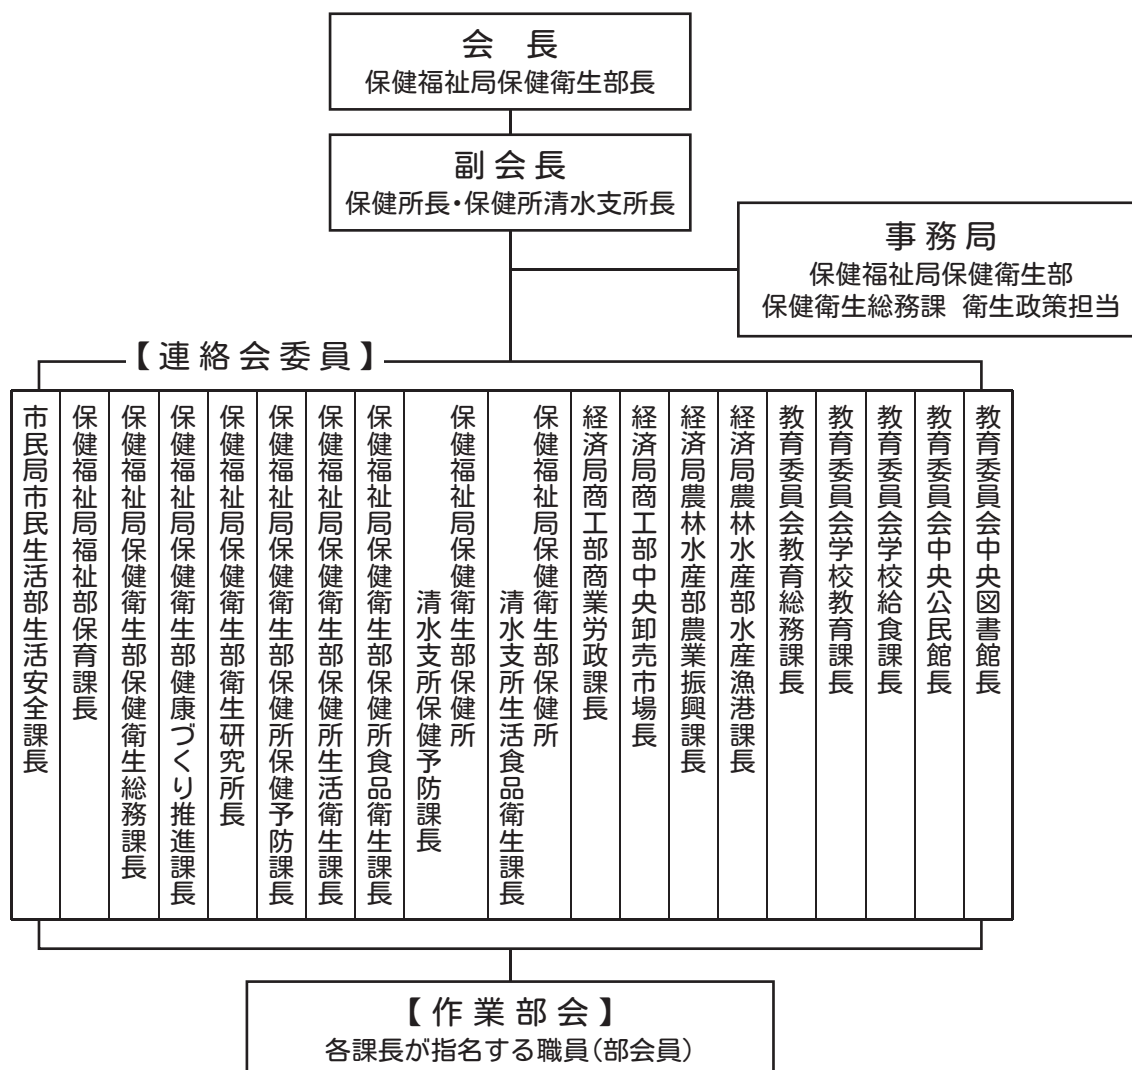 会　長
保健福祉局保健衛生部長
副会長
保健所長・保健所清水支所長
事務局
保健福祉局保健衛生部
保健衛生総務課 衛生政策担当
【連絡会委員】
市民局市民生活部生活安全課長
保健福祉局福祉部保育課長
保健福祉局保健衛生部保健衛生総務課長
保健福祉局保健衛生部健康づくり推進課長
保健福祉局保健衛生部衛生研究所長
保健福祉局保健衛生部保健所保健予防課長
保健福祉局保健衛生部保健所生活衛生課長
保健福祉局保健衛生部保健所食品衛生課長
保健福祉局保健衛生部保健所
清水支所保健予防課長
保健福祉局保健衛生部保健所
清水支所生活食品衛生課長
経済局商工部商業労政課長
経済局商工部中央卸売市場長
経済局農林水産部農業振興課長
経済局農林水産部水産漁港課長
教育委員会教育総務課長
教育委員会学校教育課長
教育委員会学校給食課長
教育委員会中央公民館長
教育委員会中央図書館長
【作業部会】
各課長が指名する職員(部会員)